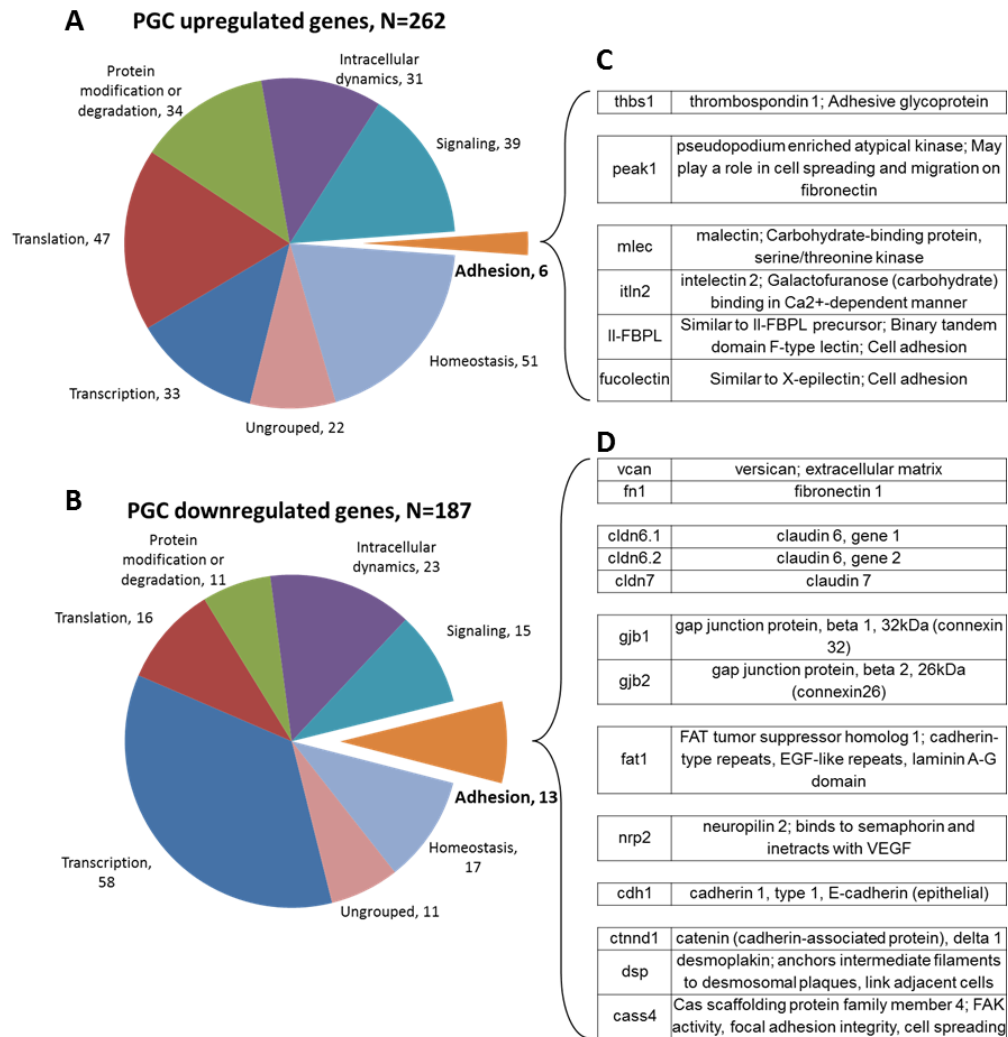 A
PGC upregulated genes, N=262
Protein
modification or
degradation, 34
Intracellular
dynamics, 31
Signaling, 39
Translation, 47
Adhesion, 6
Homeostasis, 51
Transcription, 33
Ungrouped, 22
C
thbs1 thrombospondin 1; Adhesive glycoprotein
peak1 pseudopodium enriched atypical kinase; May
play a role in cell spreading and migration on
fibronectin
mlec malectin; Carbohydrate-binding protein,
serine/threonine kinase
itln2 intelectin 2; Galactofuranose (carbohydrate)
binding in Ca2+-dependent manner
II-FBPL Similar to II-FBPL precursor; Binary tandem
domain F-type lectin; Cell adhesion
fucolectin Similar to X-epilectin; Cell adhesion
B
PGC downregulated genes, N=187
Protein
modification or
degradation, 11
Intracellular
dynamics, 23
Translation, 16
Signaling, 15
Adhesion, 13
Homeostasis,
17
Transcription,
58
Ungrouped, 11
D
vcan versican; extracellular matrix
fn1 fibronectin 1
cldn6.1 claudin 6, gene 1
cldn6.2 claudin 6, gene 2
cldn7 claudin 7
gjb1 gap junction protein, beta 1, 32kDa (connexin
32)
gjb2 gap junction protein, beta 2, 26kDa
(connexin26)
fat1 FAT tumor suppressor homolog 1; cadherin-
type repeats, EGF-like repeats, laminin A-G
domain
nrp2 neuropilin 2; binds to semaphorin and
inetracts with VEGF
cdh1 cadherin 1, type 1, E-cadherin (epithelial)
ctnnd1 catenin (cadherin-associated protein), delta 1
dsp desmoplakin; anchors intermediate filaments
to desmosomal plaques, link adjacent cells
cass4 Cas scaffolding protein family member 4; FAK
activity, focal adhesion integrity, cell spreading